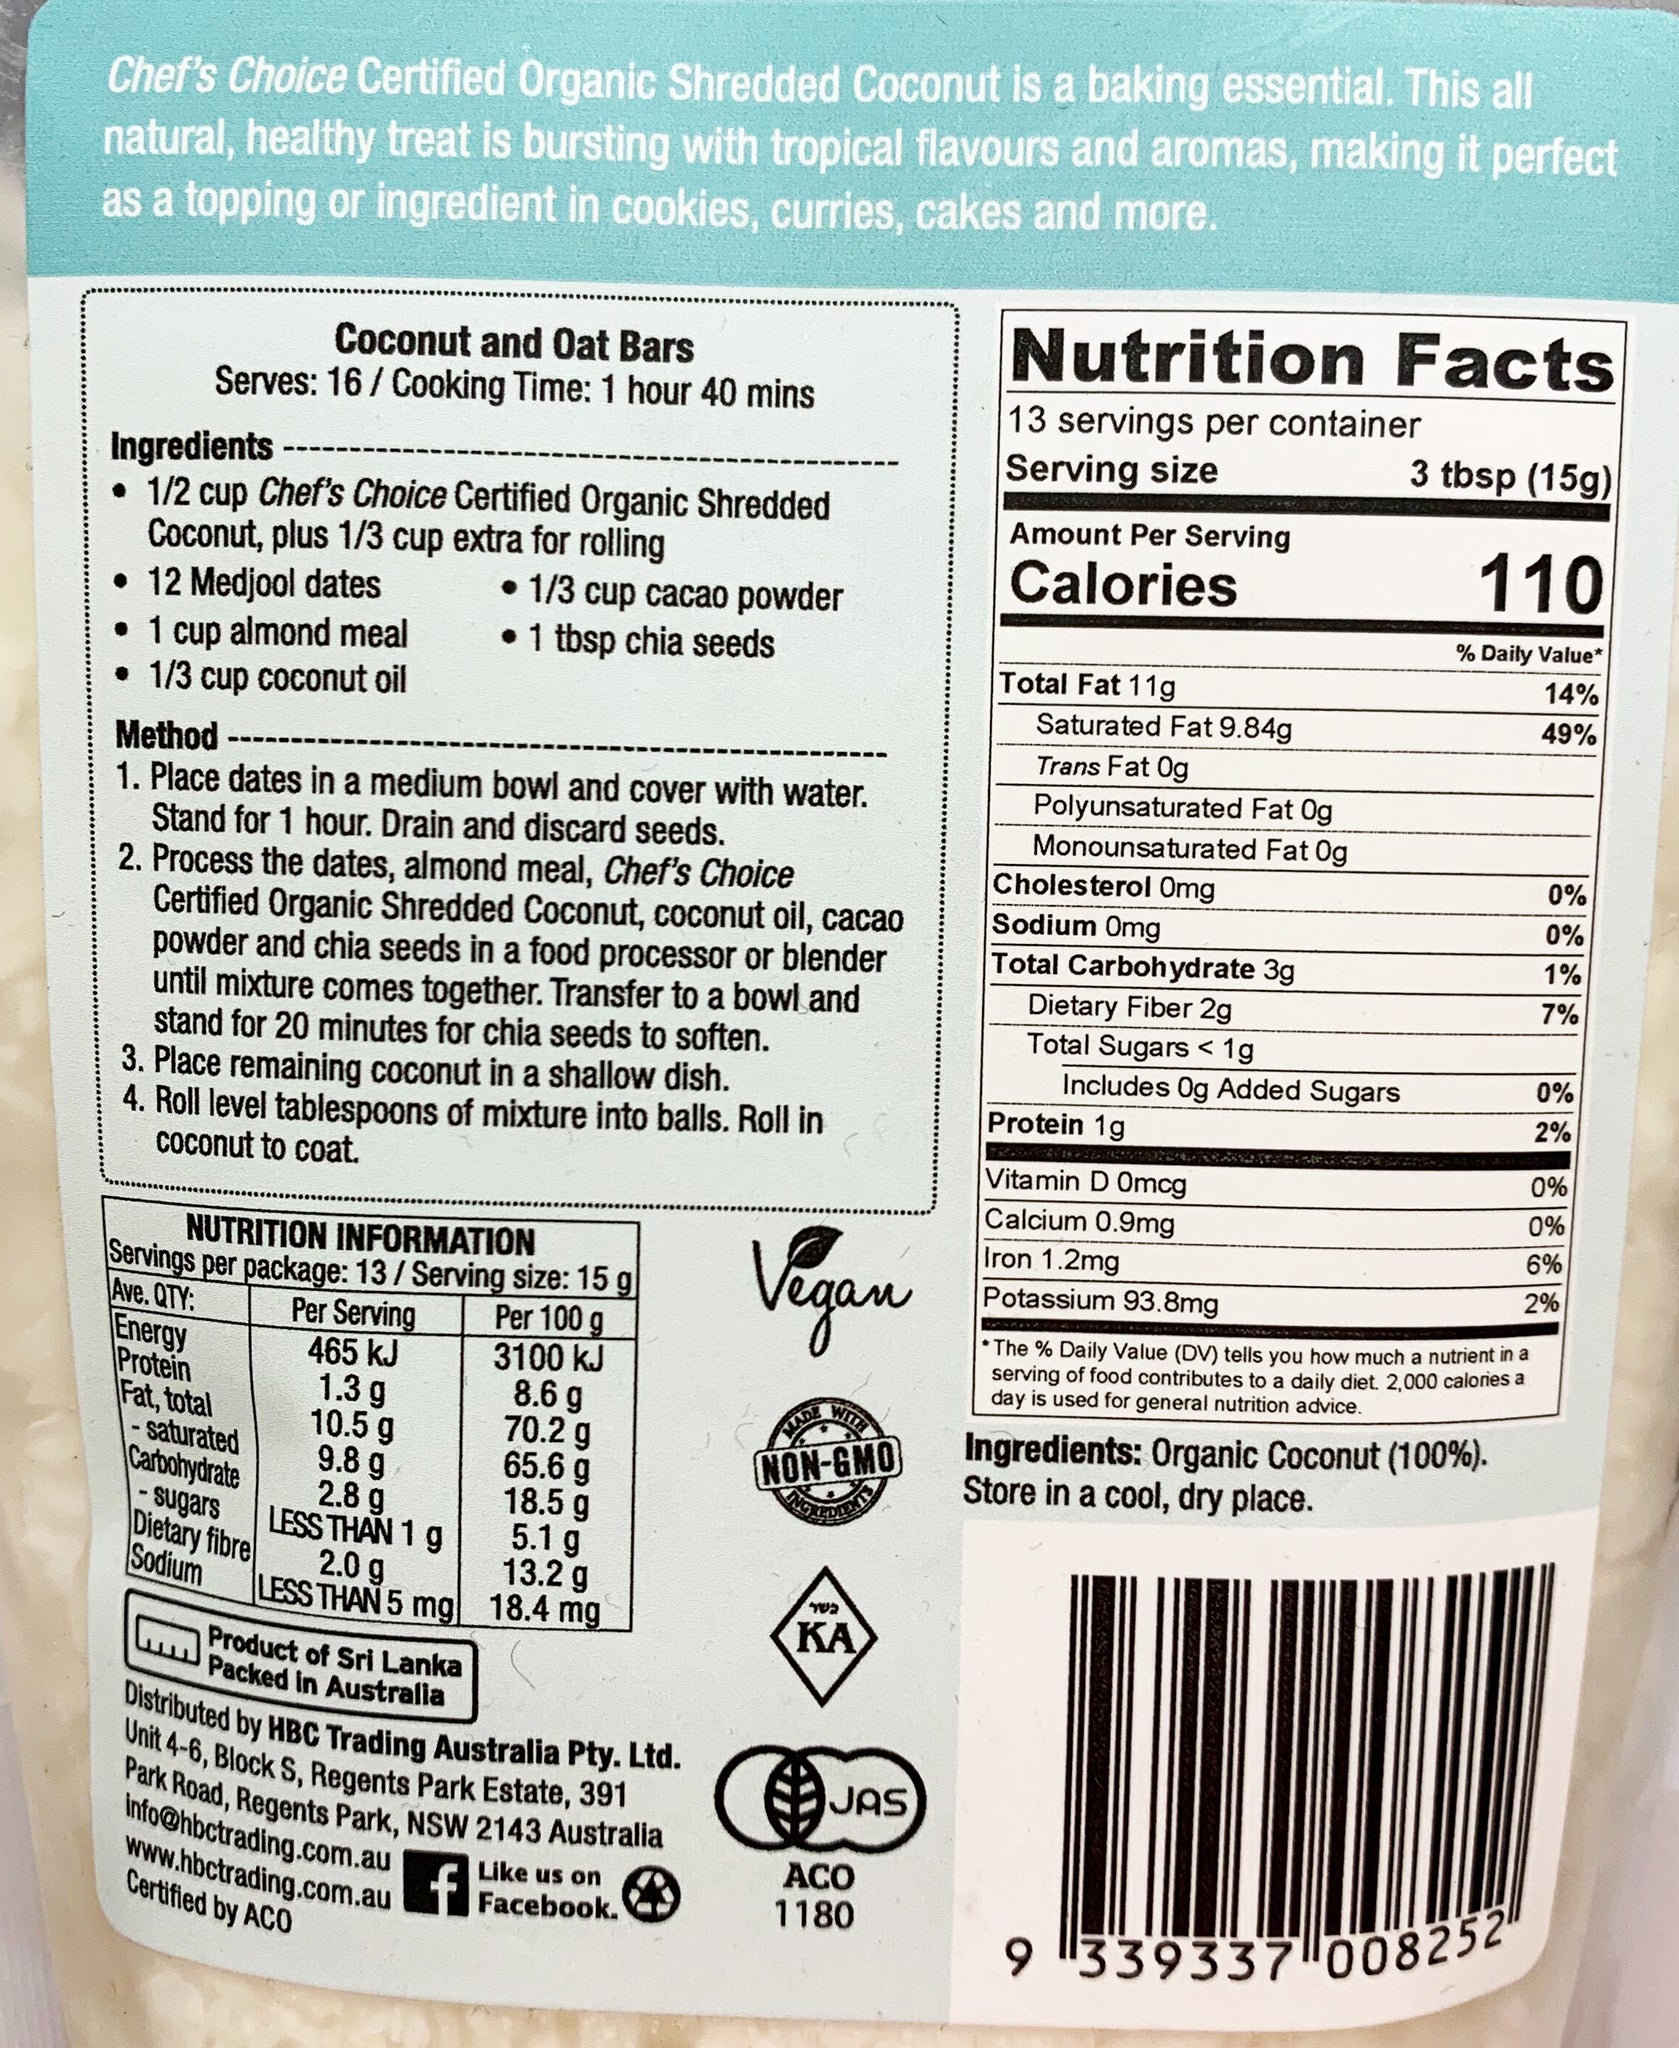 Chef's Choice Certified Organic Shredded Coconut is a baking essential. This all
natural, healthy treat is bursting with tropical flavours and aromas, making it perfect
as a topping or ingredient in cookies, curries, cakes and more.
Coconut and Oat Bars
Serves: 16 / Cooking Time: 1 hour 40 mins
Ingredients
• 1/2 cup Chef's Choice Certified Organic Shredded
Coconut, plus 1/3 cup extra for rolling
• 12 Medjool dates
• 1 cup almond meal
• 1/3 cup coconut oil
• 1/3 cup cacao powder
• 1 tbsp chia seeds
Method
1. Place dates in a medium bowl and cover with water.
Stand for 1 hour. Drain and discard seeds.
2. Process the dates, almond meal, Chef's Choice
Certified Organic Shredded Coconut, coconut oil, cacao
powder and chia seeds in a food processor or blender
until mixture comes together. Transfer to a bowl and
stand for 20 minutes for chia seeds to soften.
3. Place remaining coconut in a shallow dish.
4. Roll level tablespoons of mixture into balls. Roll in
coconut to coat.
NUTRITION INFORMATION
Servings per package: 13 / Serving size: 15 g
Ave. QTY: Per Serving Per 100 g
Energy 465 kJ 3100 kJ
Protein 1.3 g 8.6 g
Fat, total 10.5 g 70.2 g
- saturated 9.8 g 65.6 g
Carbohydrate 2.8 g 18.5 g
- sugars LESS THAN 1 g 5.1 g
Dietary fibre 2.0 g 13.2 g
Sodium LESS THAN 5 mg 18.4 mg
Product of Sri Lanka
Packed in Australia
Distributed by HBC Trading Australia Pty. Ltd.
Unit 4-6, Block S, Regents Park Estate, 391
Park Road, Regents Park, NSW 2143 Australia
info@hbctrading.com.au
www.hbctrading.com.au
Certified by ACO
f Like us on
Facebook.
Vegan
MADE WITH
NON-GMO
INGREDIENTS
כשר
KA
JAS
ACO
1180
Nutrition Facts
13 servings per container
Serving size 3 tbsp (15g)
Amount Per Serving
Calories 110
% Daily Value*
Total Fat 11g 14%
Saturated Fat 9.84g 49%
Trans Fat 0g
Polyunsaturated Fat 0g
Monounsaturated Fat 0g
Cholesterol 0mg 0%
Sodium 0mg 0%
Total Carbohydrate 3g 1%
Dietary Fiber 2g 7%
Total Sugars < 1g
Includes 0g Added Sugars 0%
Protein 1g 2%
Vitamin D 0mcg 0%
Calcium 0.9mg 0%
Iron 1.2mg 6%
Potassium 93.8mg 2%
* The % Daily Value (DV) tells you how much a nutrient in a
serving of food contributes to a daily diet. 2,000 calories a
day is used for general nutrition advice.
Ingredients: Organic Coconut (100%).
Store in a cool, dry place.
9 339337 008252